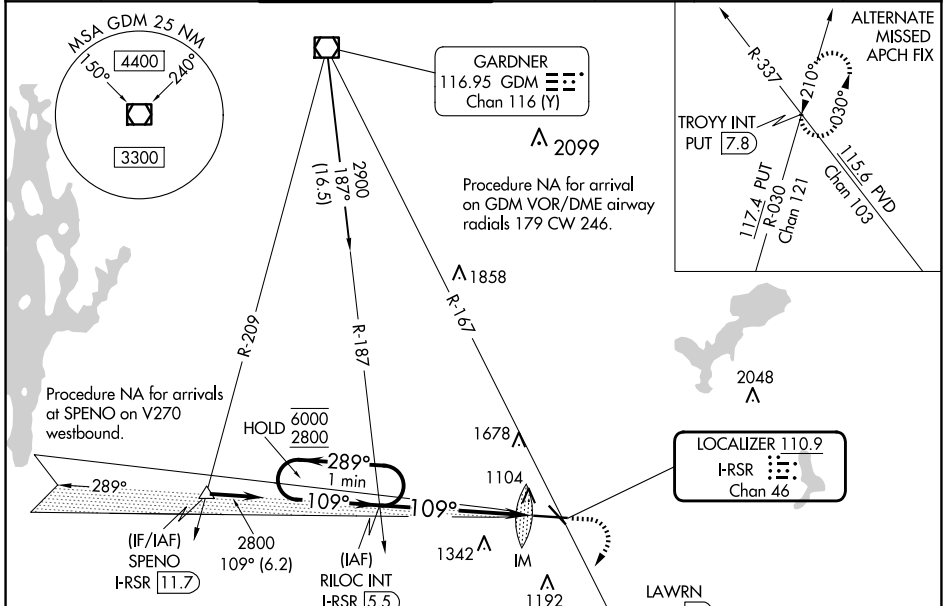 MSA GDM 25 NM
150°
4400
240°
3300
GARDNER
116.95 GDM
Chan 116 (Y)
ALTERNATE
MISSED
APCH FIX
R-337
210°
030°
TROYY INT
PUT 7.8
117.4 PUT
R-030
Chan 121
115.6 PVD
Chan 103
2900
187°
(16.5)
2099
Procedure NA for arrival
on GDM VOR/DME airway
radials 179 CW 246.
1858
R-209
R-187
R-167
Procedure NA for arrivals
at SPENO on V270
westbound.
HOLD
6000
2800
289°
1 min
109°
109°
289°
2048
1678
1104
LOCALIZER 110.9
I-RSR
Chan 46
(IF/IAF)
SPENO
I-RSR 11.7
2800
109° (6.2)
(IAF)
RILOC INT
I-RSR 5.5
1342
IM
1192
LAWRN